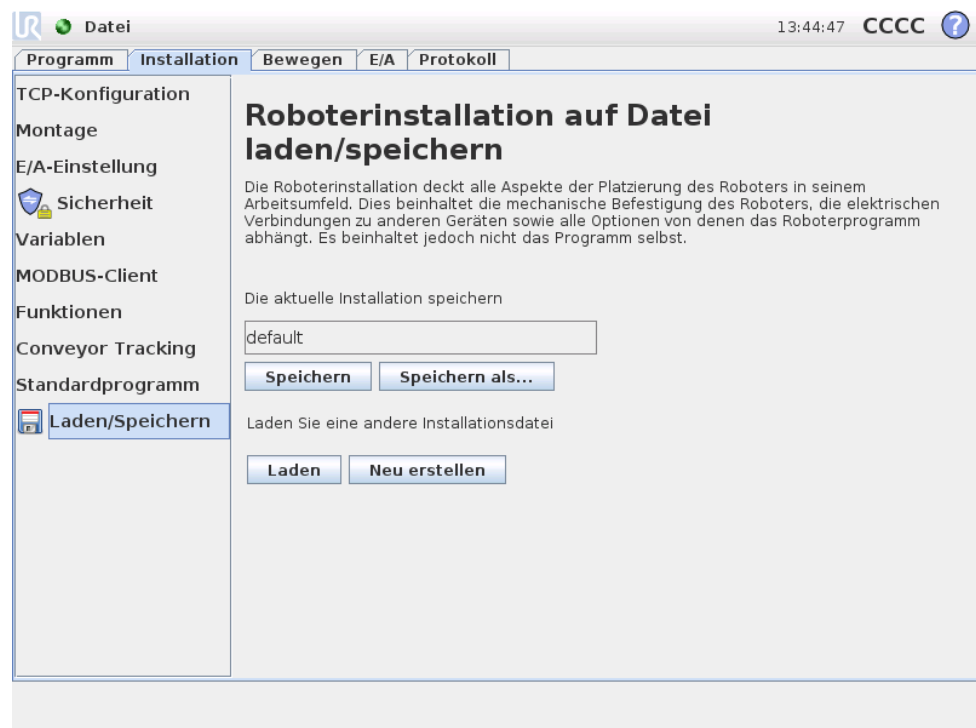 UR Datei 13:44:47 CCCC ?
Programm Installation Bewegen E/A Protokoll
TCP-Konfiguration
Montage
E/A-Einstellung
Sicherheit
Variablen
MODBUS-Client
Funktionen
Conveyor Tracking
Standardprogramm
Laden/Speichern
Roboterinstallation auf Datei
laden/speichern
Die Roboterinstallation deckt alle Aspekte der Platzierung des Roboters in seinem
Arbeitsumfeld. Dies beinhaltet die mechanische Befestigung des Roboters, die elektrischen
Verbindungen zu anderen Geräten sowie alle Optionen von denen das Roboterprogramm
abhängt. Es beinhaltet jedoch nicht das Programm selbst.
Die aktuelle Installation speichern
default
Speichern Speichern als...
Laden Sie eine andere Installationsdatei
Laden Neu erstellen